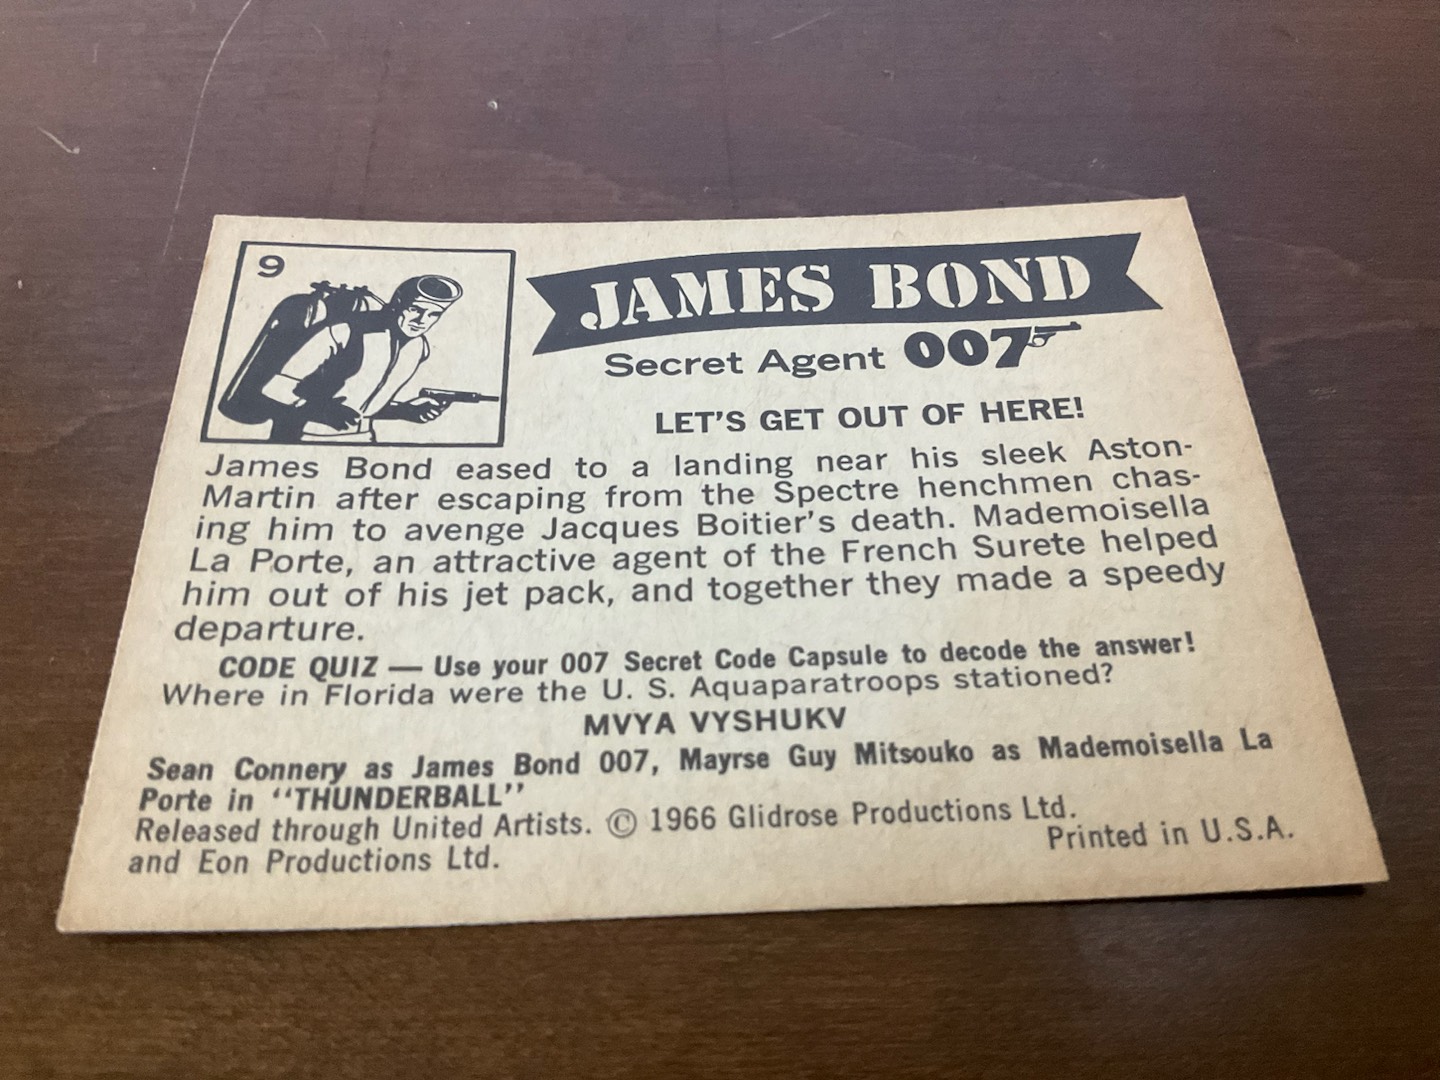 9
JAMES BOND
Secret Agent 007
LET'S GET OUT OF HERE!
James Bond eased to a landing near his sleek Aston-
Martin after escaping from the Spectre henchmen chas-
ing him to avenge Jacques Boitier's death. Mademoisella
La Porte, an attractive agent of the French Surete helped
him out of his jet pack, and together they made a speedy
departure.
CODE QUIZ — Use your 007 Secret Code Capsule to decode the answer!
Where in Florida were the U. S. Aquaparatroops stationed?
MVYA VYSHUKV
Sean Connery as James Bond 007, Mayrse Guy Mitsouko as Mademoisella La
Porte in "THUNDERBALL"
Released through United Artists. © 1966 Glidrose Productions Ltd.
and Eon Productions Ltd.
Printed in U.S.A.